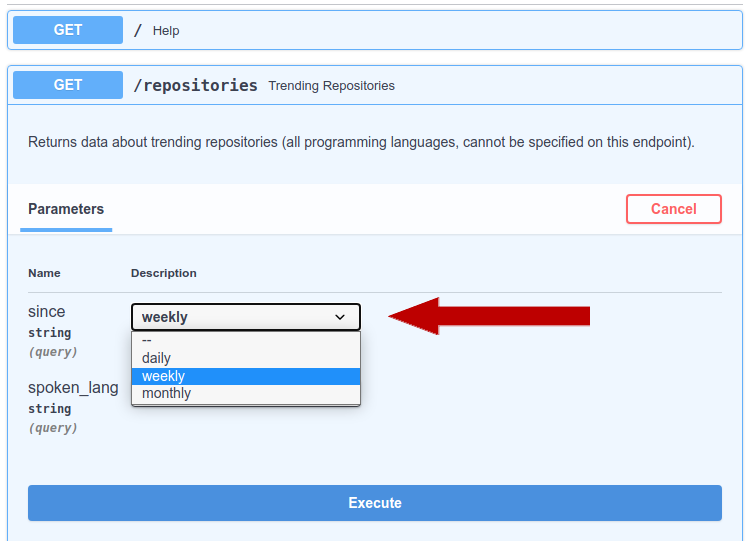 GET / Help
GET /repositories Trending Repositories
Returns data about trending repositories (all programming languages, cannot be specified on this endpoint).
Parameters Cancel
Name Description
since weekly
string --
(query) daily
weekly
spoken_lang monthly
string
(query)
Execute